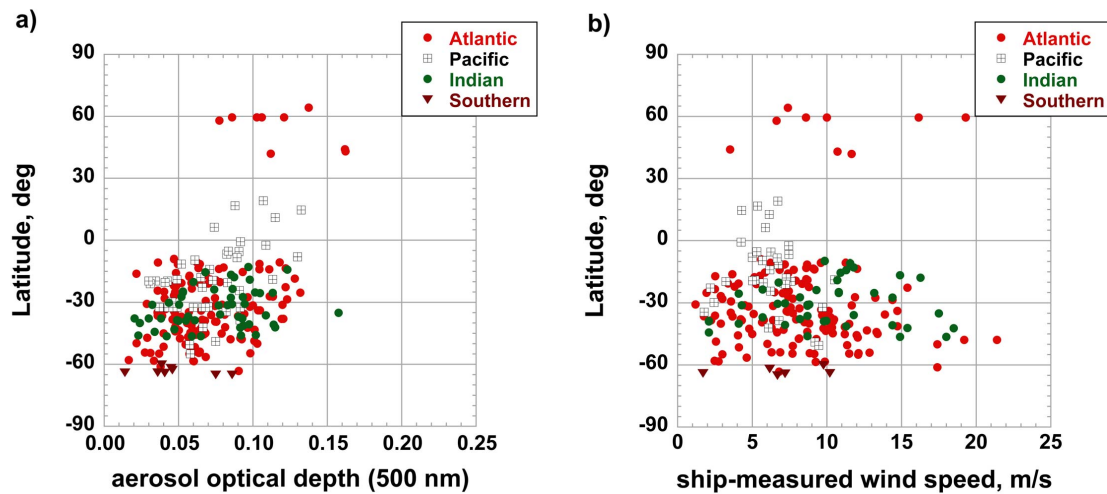 a)
Atlantic
Pacific
Indian
Southern
90
60
30
0
-30
-60
-90
Latitude, deg
0.00 0.05 0.10 0.15 0.20 0.25
aerosol optical depth (500 nm)
b)
Atlantic
Pacific
Indian
Southern
90
60
30
0
-30
-60
-90
Latitude, deg
0 5 10 15 20 25
ship-measured wind speed, m/s